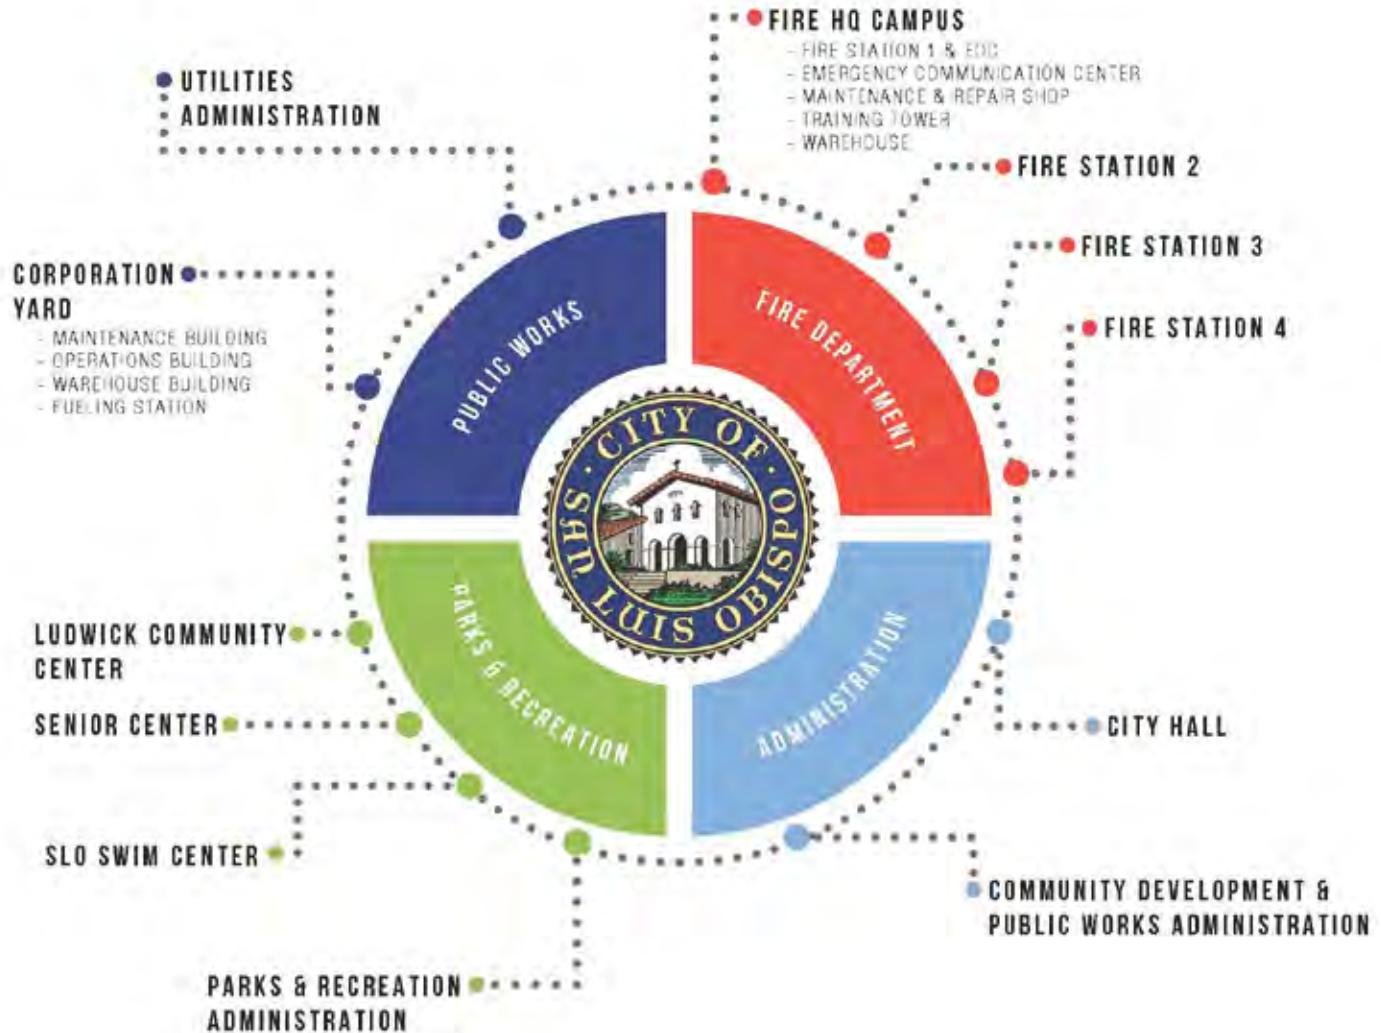 FIRE HQ CAMPUS
- FIRE STATION 1 & EOC
- EMERGENCY COMMUNICATION CENTER
- MAINTENANCE & REPAIR SHOP
- TRAINING TOWER
- WAREHOUSE
UTILITIES
ADMINISTRATION
FIRE STATION 2
FIRE STATION 3
CORPORATION
YARD
- MAINTENANCE BUILDING
- OPERATIONS BUILDING
- WAREHOUSE BUILDING
- FUELING STATION
FIRE STATION 4
PUBLIC WORKS
FIRE DEPARTMENT
· CITY OF ·
SAN LUIS OBISPO
PARKS & RECREATION
ADMINISTRATION
LUDWICK COMMUNITY
CENTER
SENIOR CENTER
CITY HALL
SLO SWIM CENTER
COMMUNITY DEVELOPMENT &
PUBLIC WORKS ADMINISTRATION
PARKS & RECREATION
ADMINISTRATION